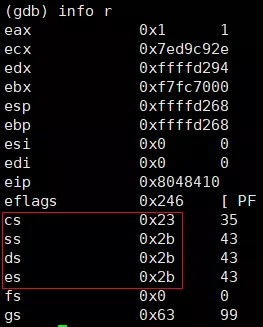 (gdb) info r
eax 0x1 1
ecx 0x7ed9c92e
edx 0xffffd294
ebx 0xf7fc7000
esp 0xffffd268
ebp 0xffffd268
esi 0x0 0
edi 0x0 0
eip 0x8048410
eflags 0x246 [ PF
cs 0x23 35
ss 0x2b 43
ds 0x2b 43
es 0x2b 43
fs 0x0 0
gs 0x63 99